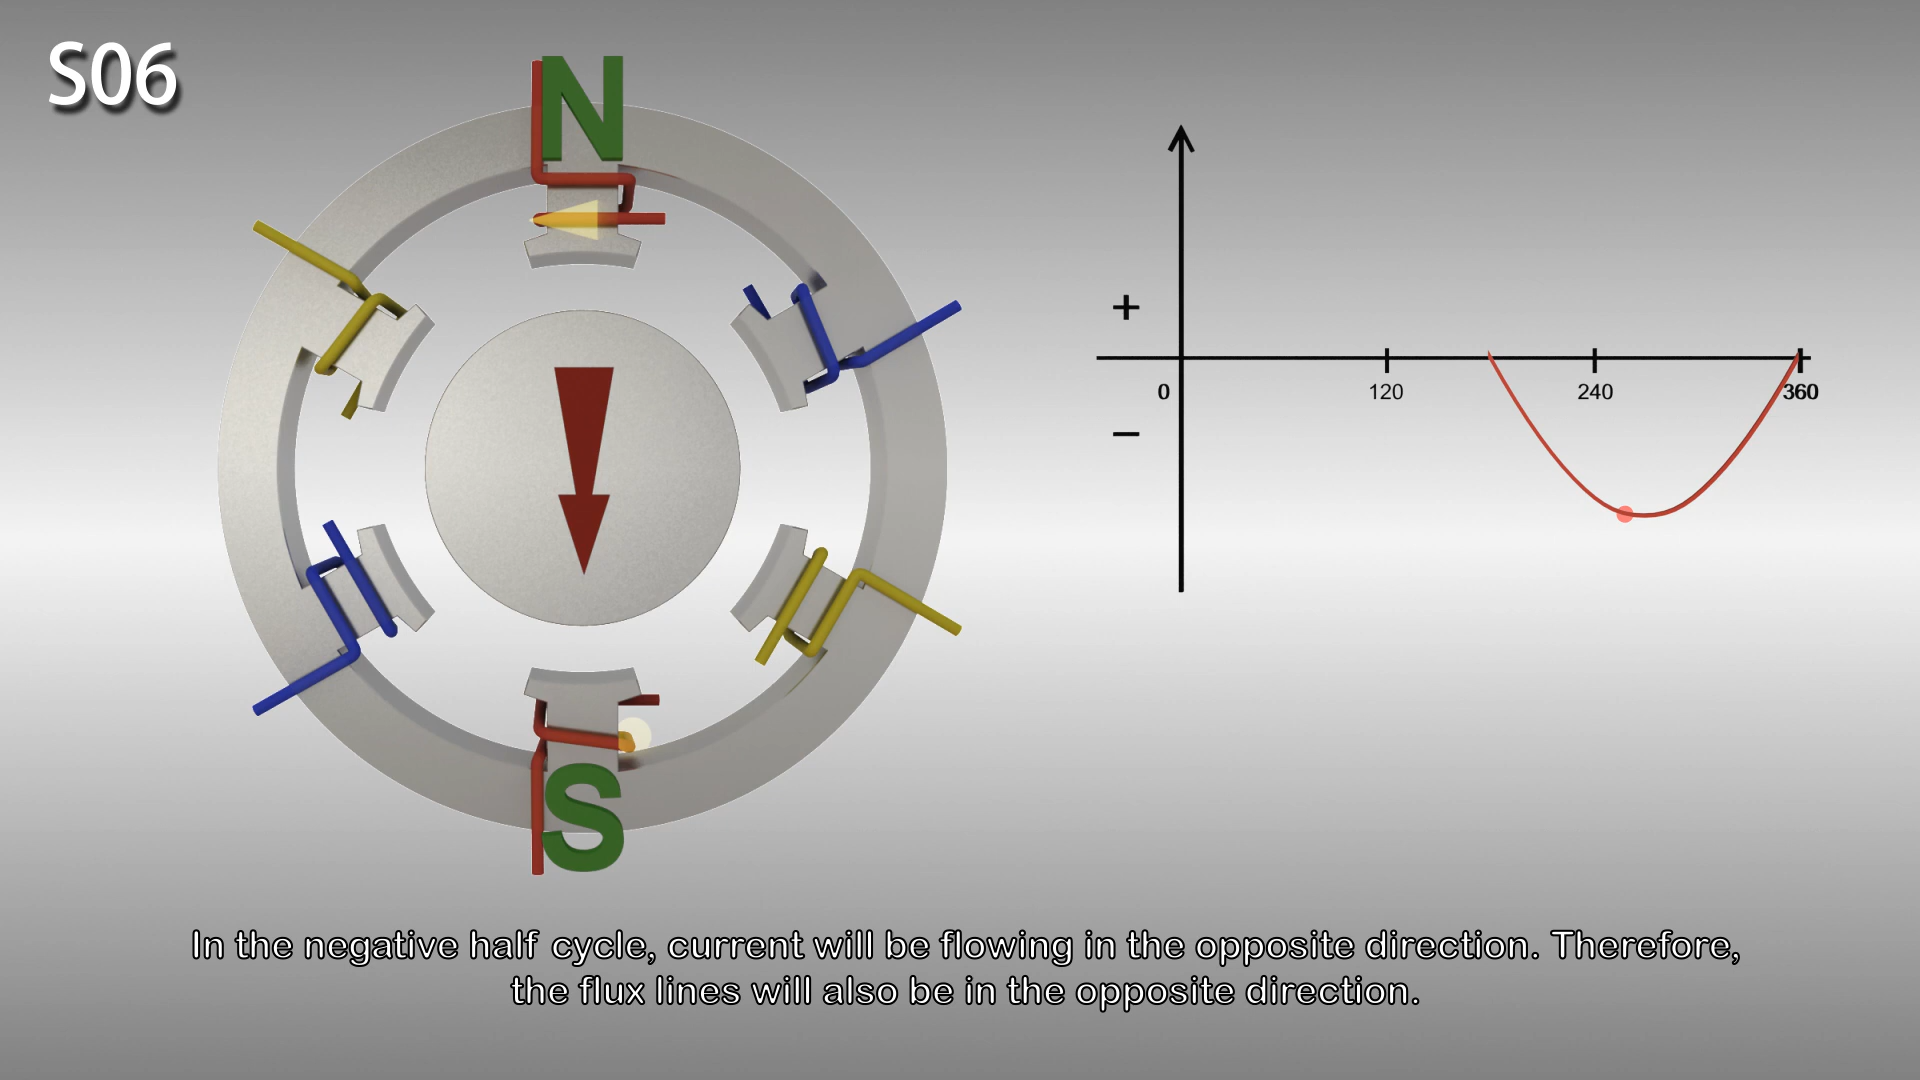 S06
N
+
0
120
240
360
−
S
In the negative half cycle, current will be flowing in the opposite direction. Therefore,
the flux lines will also be in the opposite direction.